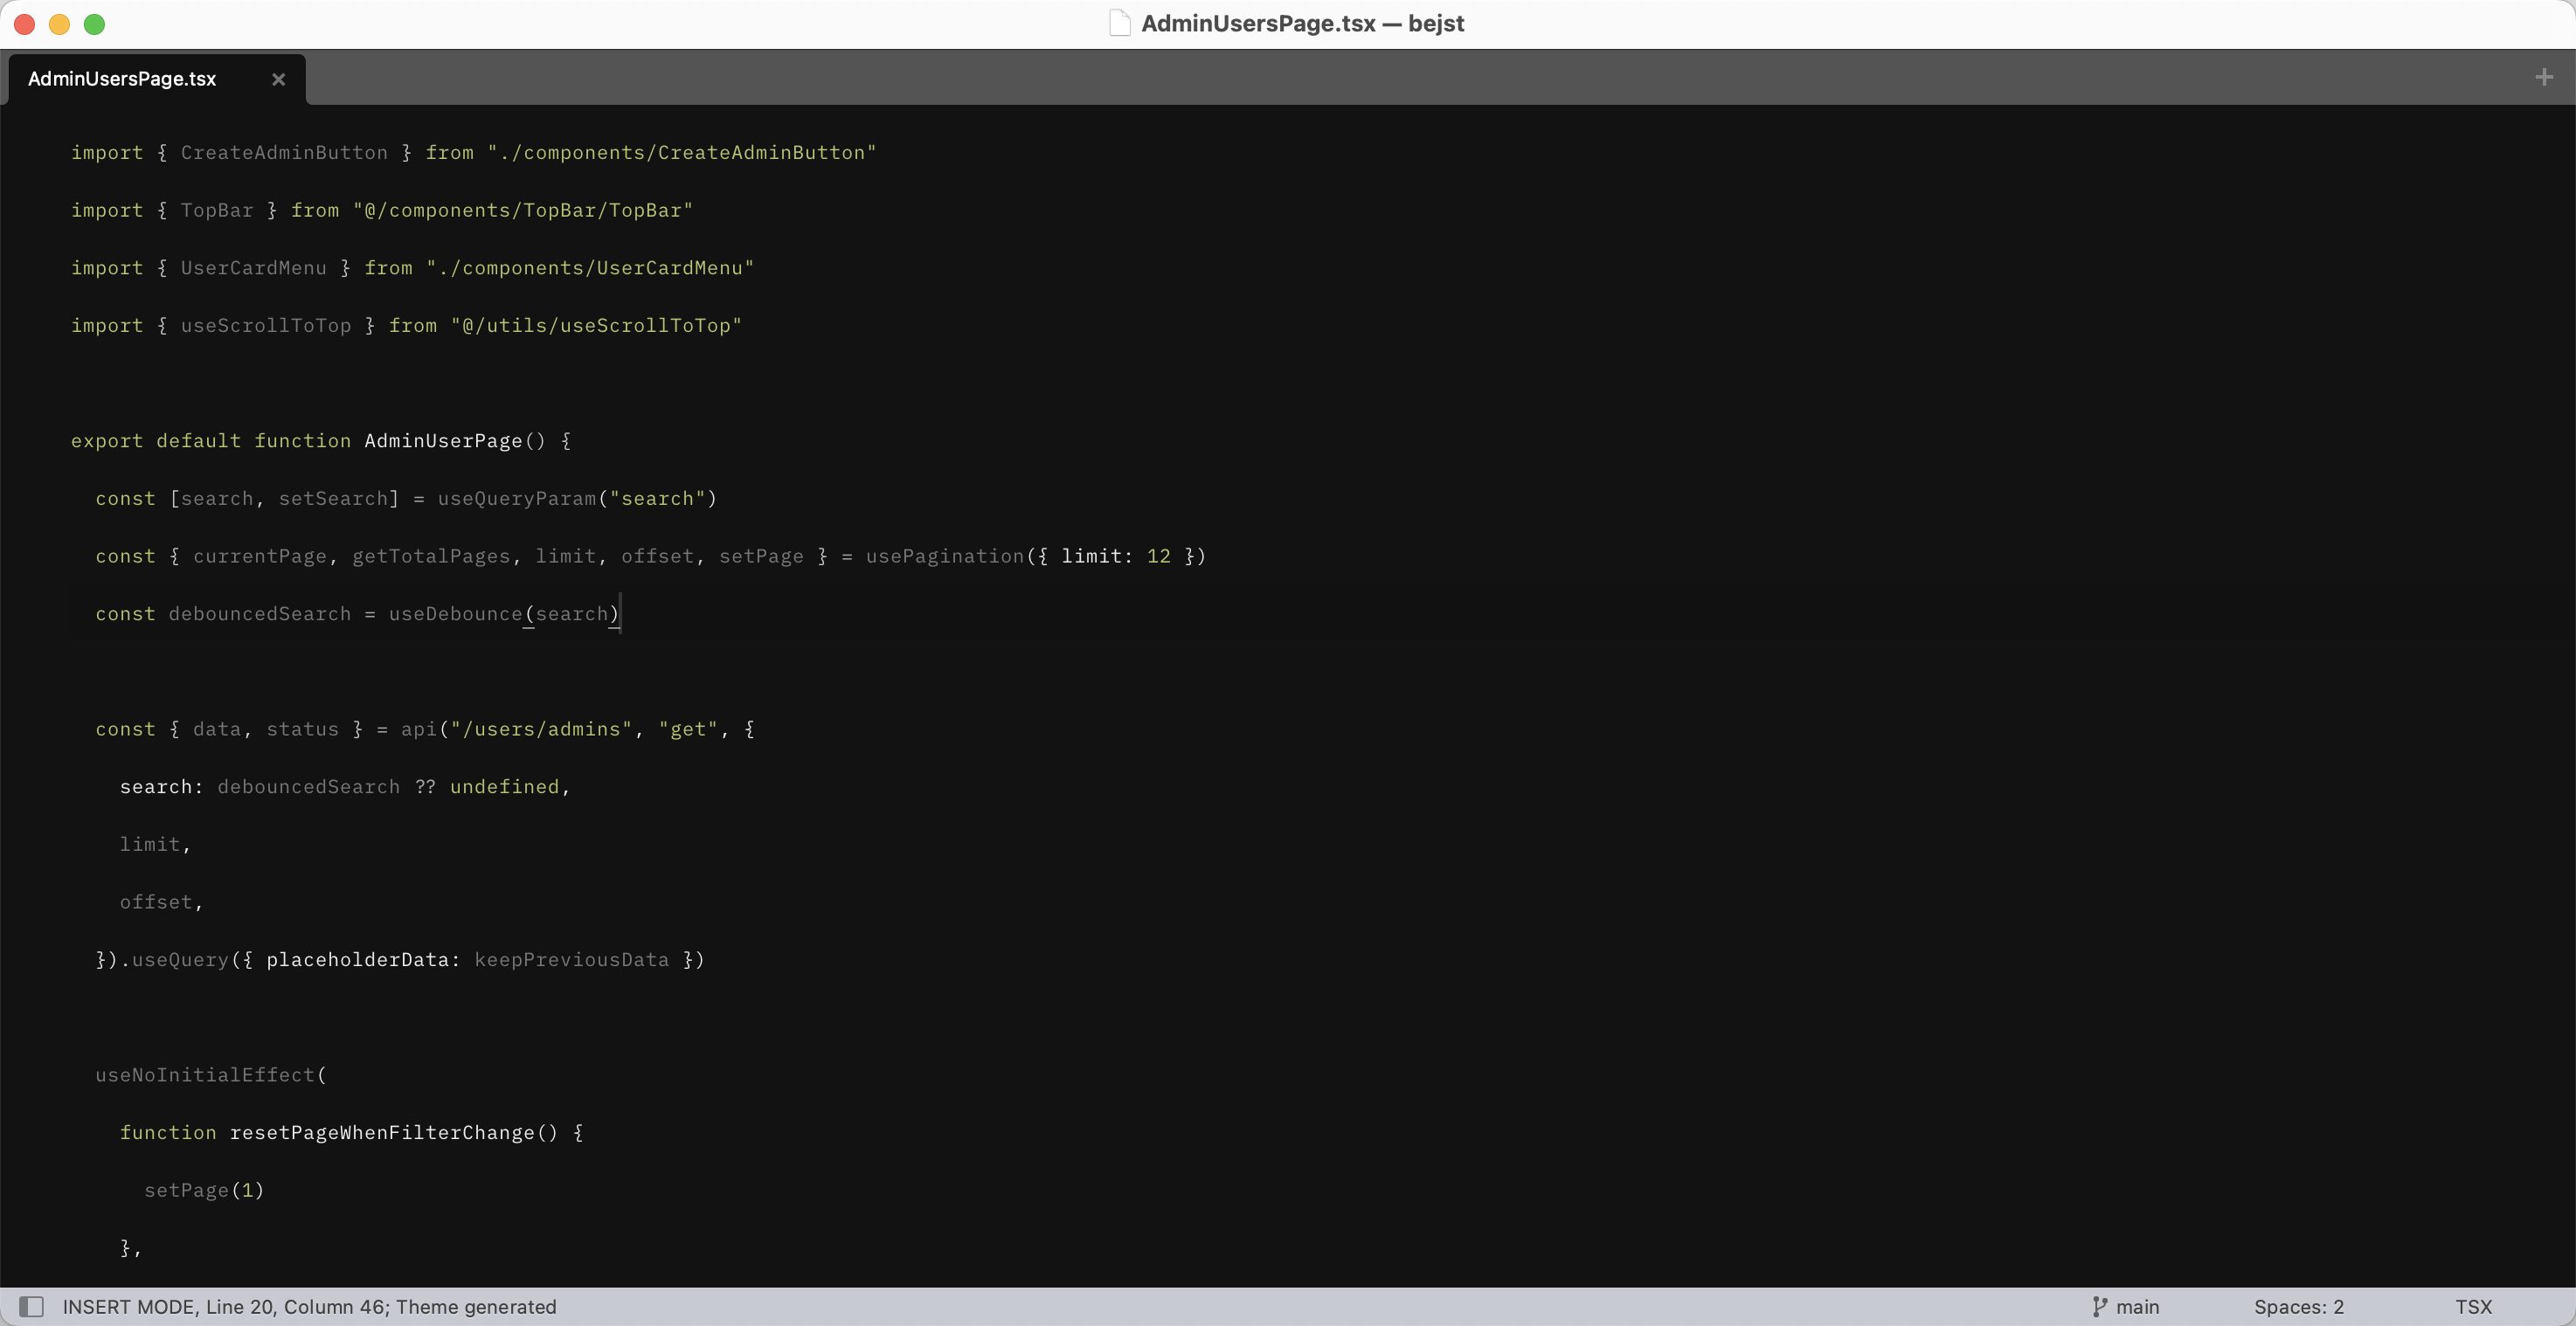 AdminUsersPage.tsx — bejst
AdminUsersPage.tsx
import { CreateAdminButton } from "./components/CreateAdminButton"
import { TopBar } from "@/components/TopBar/TopBar"
import { UserCardMenu } from "./components/UserCardMenu"
import { useScrollToTop } from "@/utils/useScrollToTop"
export default function AdminUserPage() {
const [search, setSearch] = useQueryParam("search")
const { currentPage, getTotalPages, limit, offset, setPage } = usePagination({ limit: 12 })
const debouncedSearch = useDebounce(search)
const { data, status } = api("/users/admins", "get", {
search: debouncedSearch ?? undefined,
limit,
offset,
}).useQuery({ placeholderData: keepPreviousData })
useNoInitialEffect(
function resetPageWhenFilterChange() {
setPage(1)
},
INSERT MODE, Line 20, Column 46; Theme generated
main
Spaces: 2
TSX